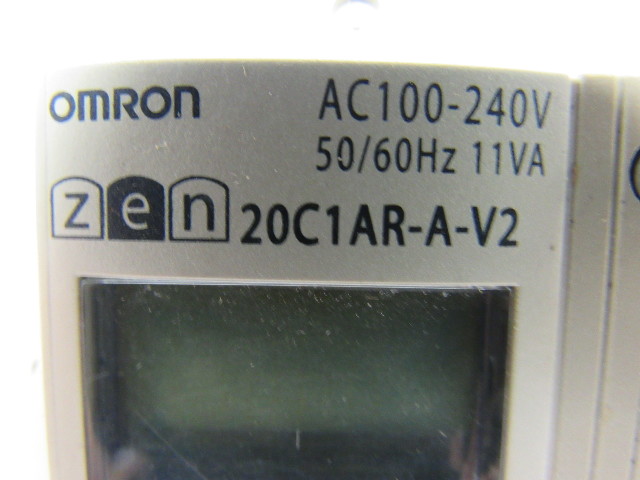 omron AC100-240V
50/60Hz 11VA
zen 20C1AR-A-V2